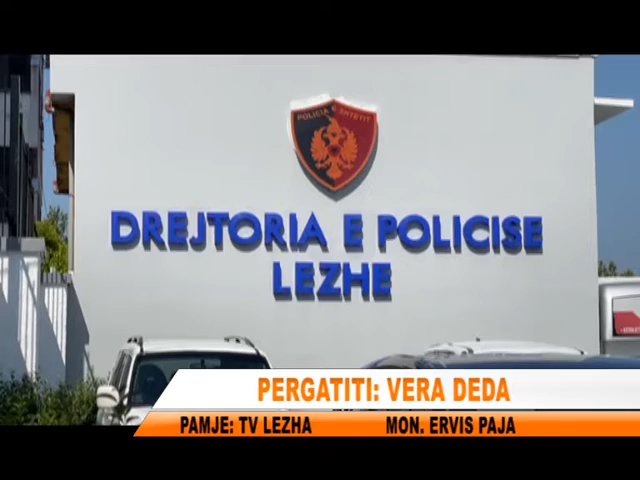 POLICIA E SHTETIT
DREJTORIA E POLICISE
LEZHE
PERGATITI: VERA DEDA
PAMJE: TV LEZHA MON. ERVIS PAJA